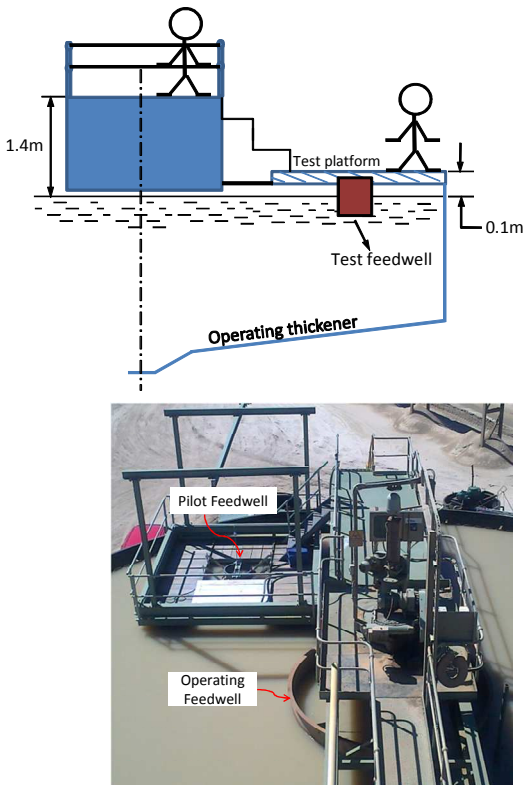 1.4m
Test platform
0.1m
Test feedwell
Operating thickener
Pilot Feedwell
Operating
Feedwell